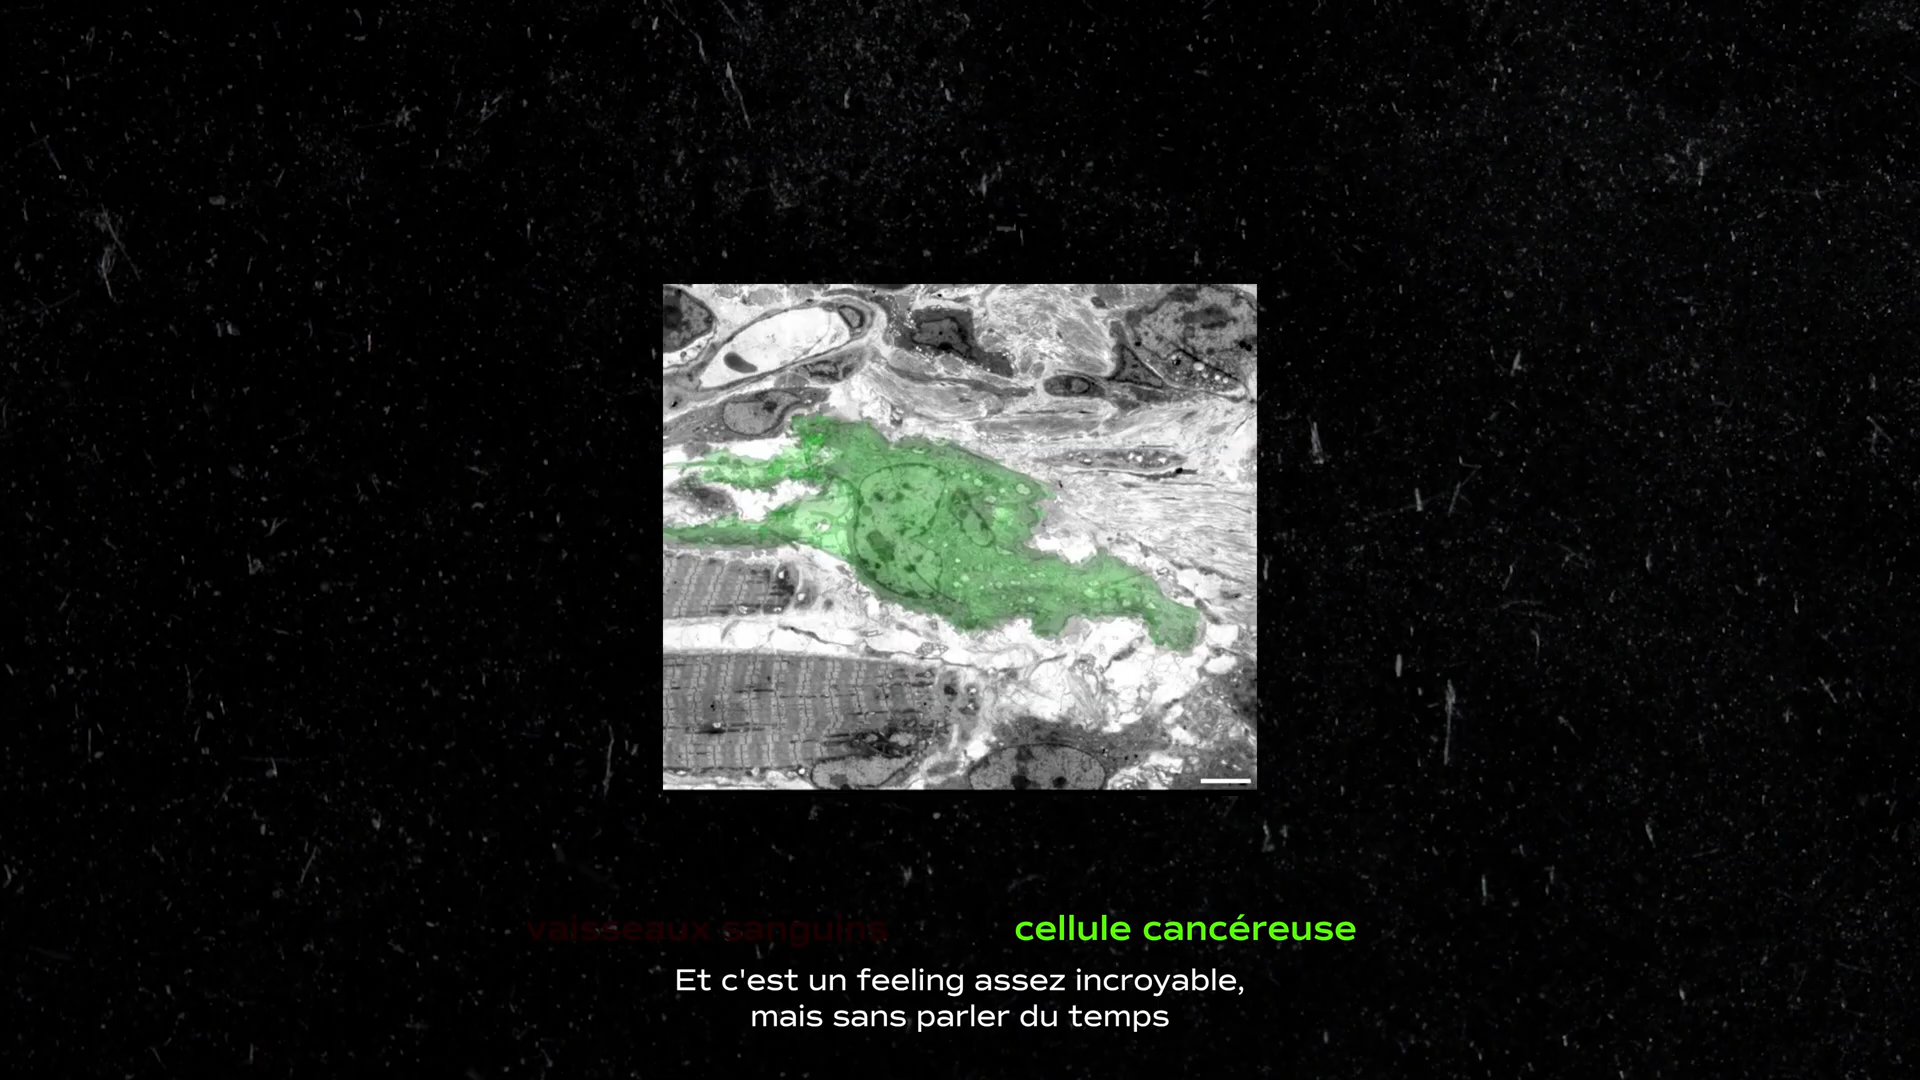 vaisseaux sanguins
cellule cancéreuse
Et c'est un feeling assez incroyable,
mais sans parler du temps